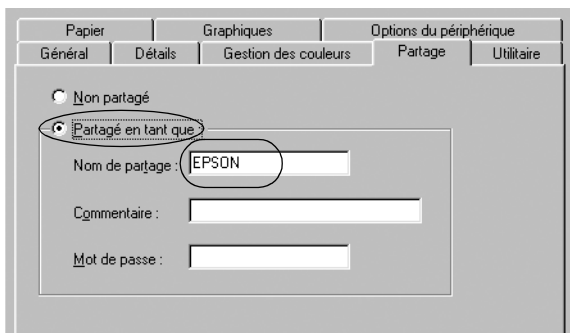 Papier Graphiques Options du périphérique
Général Détails Gestion des couleurs Partage Utilitaire
Non partagé
Partagé en tant que :
Nom de partage : EPSON
Commentaire :
Mot de passe :